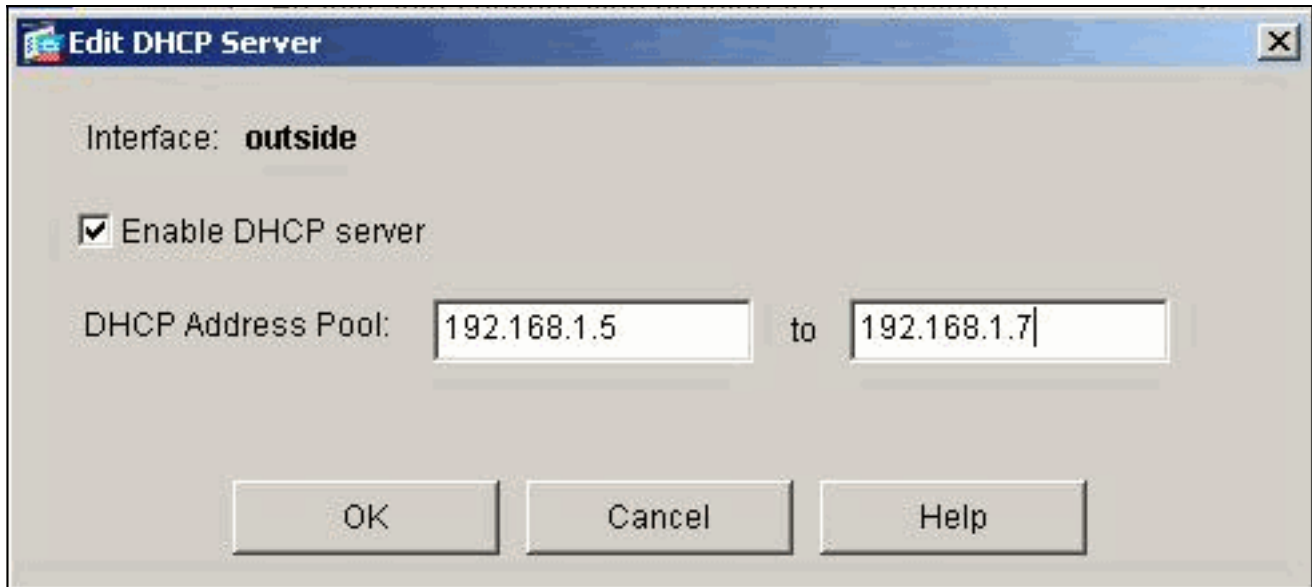 Edit DHCP Server
Interface: outside
Enable DHCP server
DHCP Address Pool: 192.168.1.5 to 192.168.1.7
OK Cancel Help